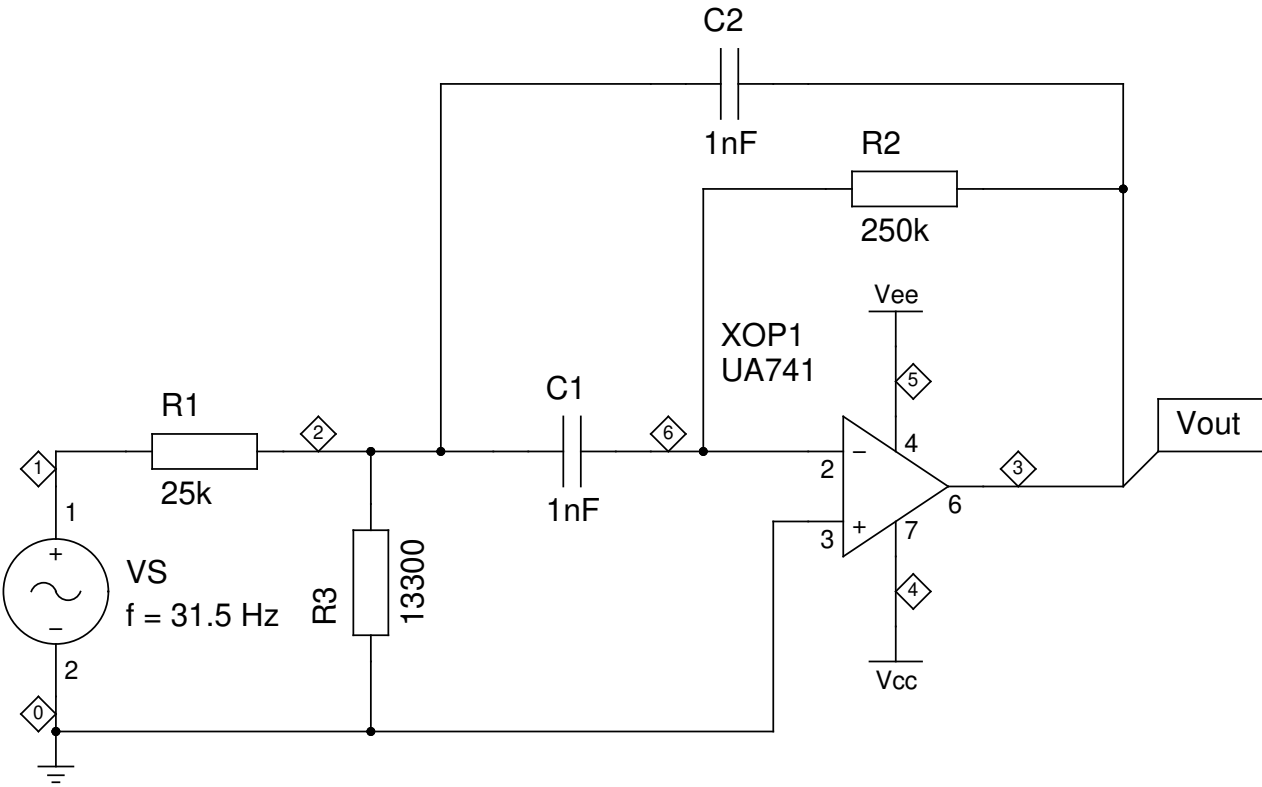 C2
1nF
R2
250k
Vee
XOP1
UA741
5
C1
R1
2
6
Vout
1
4
3
−
2
25k
1
1nF
6
+
7
3
+
VS
f = 31.5 Hz
R3
13300
4
−
2
Vcc
0